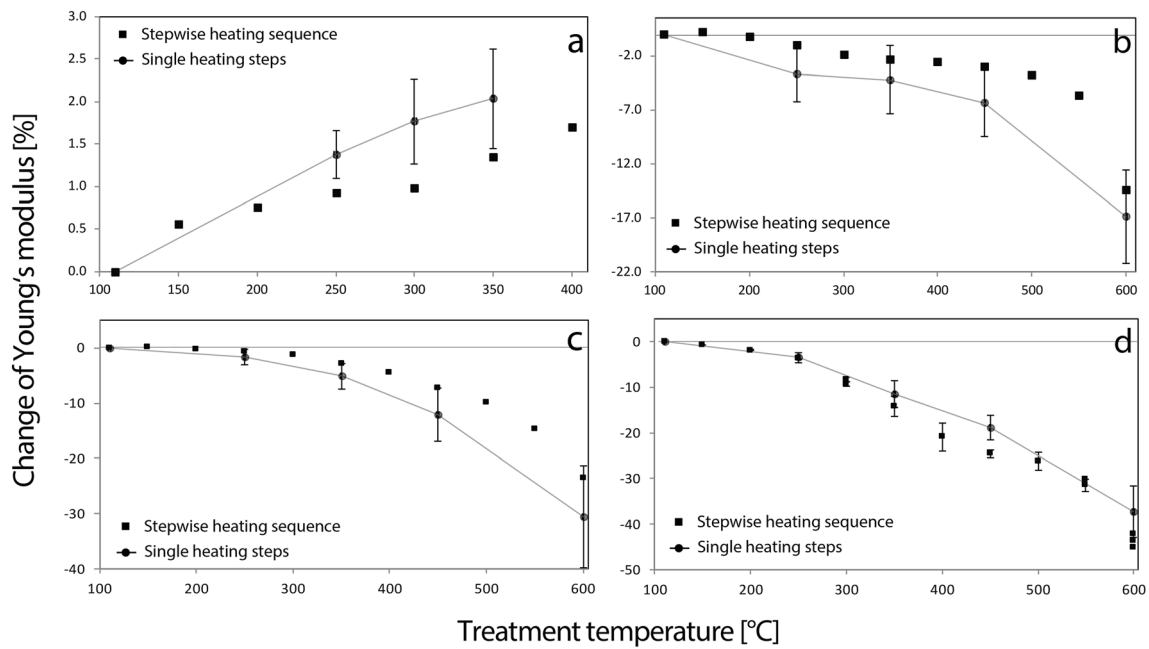 Change of Young's modulus [%]
3.0
2.5
2.0
1.5
1.0
0.5
0.0
100 150 200 250 300 350 400
Stepwise heating sequence
Single heating steps
a
-2.0
-7.0
-12.0
-17.0
-22.0
100 200 300 400 500 600
Stepwise heating sequence
Single heating steps
b
0
-10
-20
-30
-40
100 200 300 400 500 600
Stepwise heating sequence
Single heating steps
c
0
-10
-20
-30
-40
-50
100 200 300 400 500 600
Stepwise heating sequence
Single heating steps
d
Treatment temperature [°C]